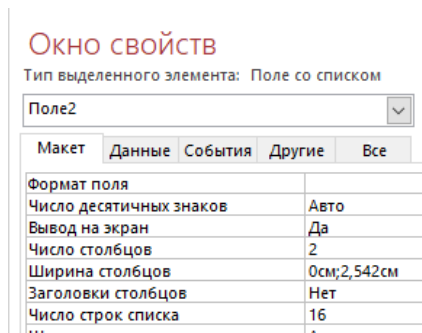 Окно свойств
Тип выделенного элемента: Поле со списком
Поле2
Макет Данные События Другие Все
Формат поля
Число десятичных знаков Авто
Вывод на экран Да
Число столбцов 2
Ширина столбцов 0см;2,542см
Заголовки столбцов Нет
Число строк списка 16